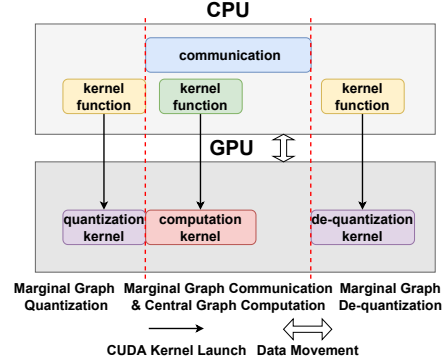 CPU
communication
kernel function
kernel function
kernel function
GPU
quantization kernel
computation kernel
de-quantization kernel
Marginal Graph Quantization
Marginal Graph Communication & Central Graph Computation
Marginal Graph De-quantization
CUDA Kernel Launch
Data Movement